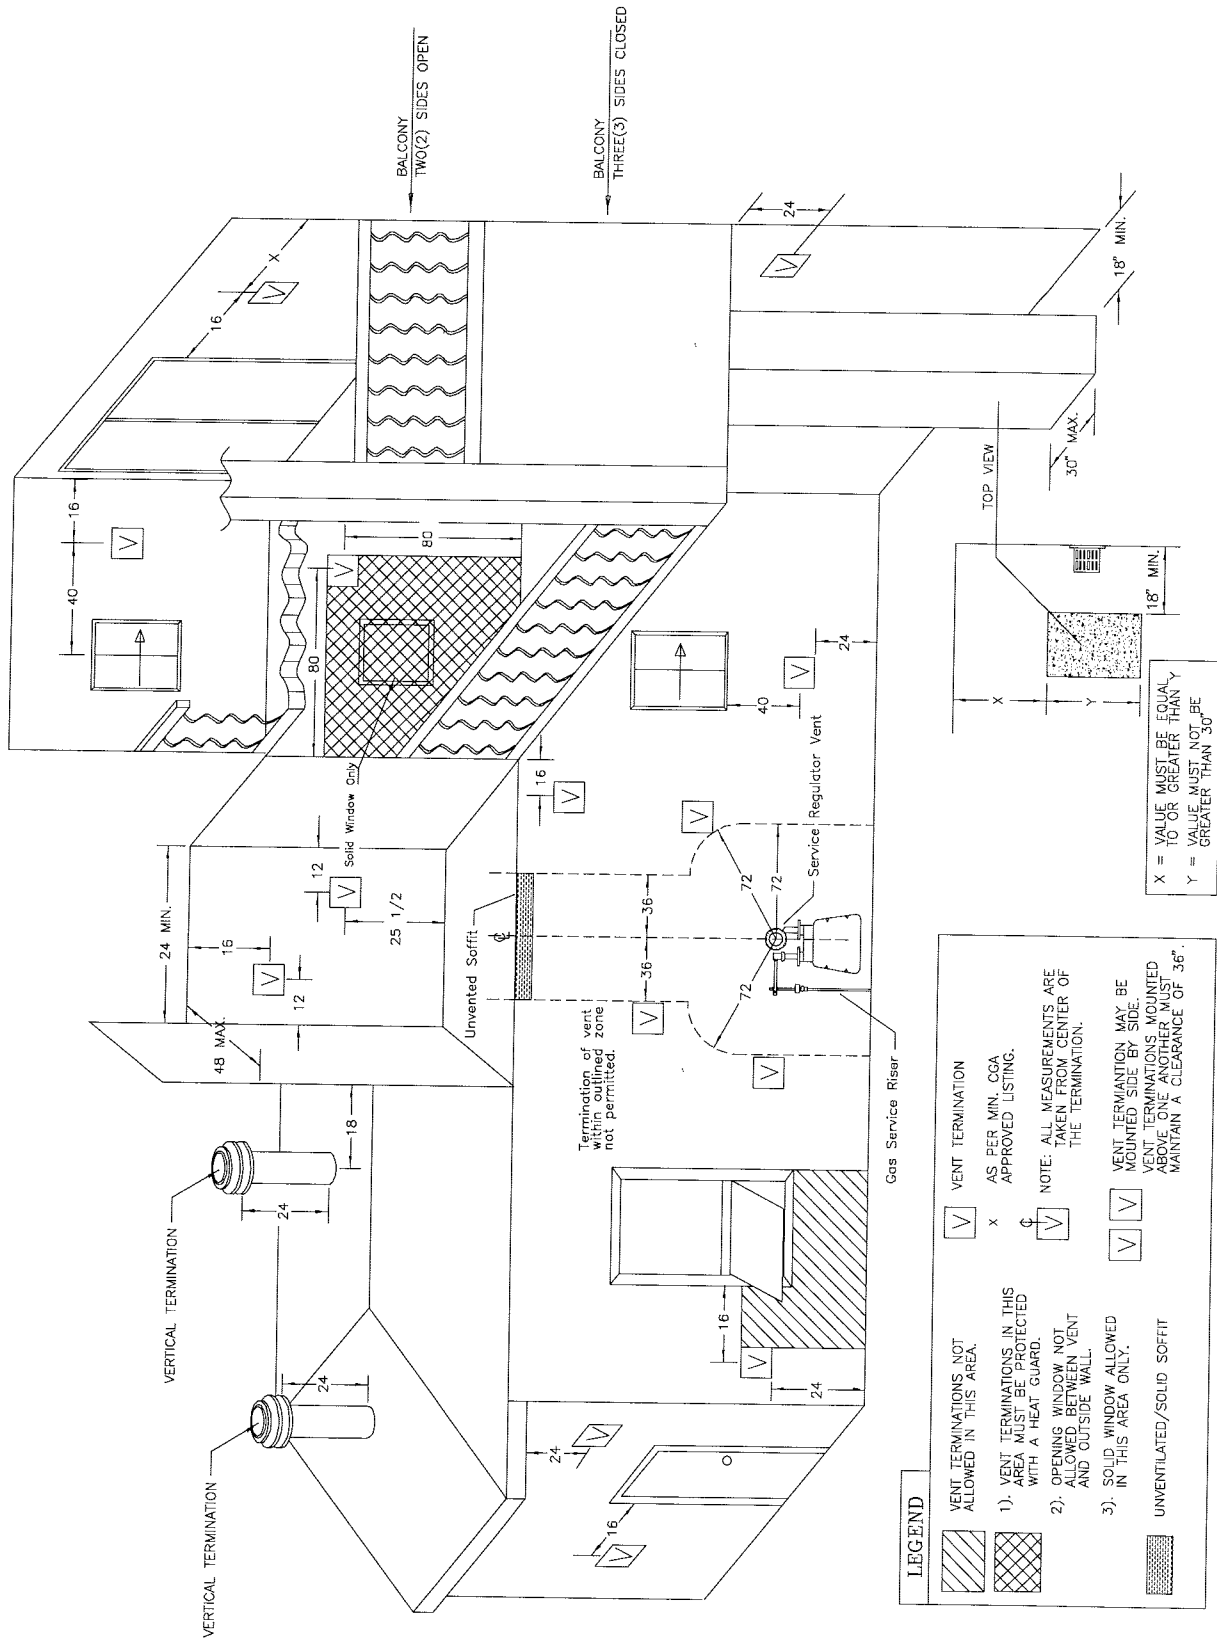 VERTICAL TERMINATION
VERTICAL TERMINATION
24
24
18
48 MAX.
24 MIN.
16
12
12
25 1/2
Solid Window Only
40
16
16
X
80
80
BALCONY
TWO(2) SIDES OPEN
BALCONY
THREE(3) SIDES CLOSED
V
V
V
V
V
24
16
V
V
24
16
V
24
Termination of vent
within outlined zone
not permitted.
Unvented Soffit
℄
36
36
V
V
V
V
16
72
72
72
72
Service Regulator Vent
Gas Service Riser
40
V
24
V
24
18" MIN.
30" MAX.
TOP VIEW
18" MIN.
X
Y
X = VALUE MUST BE EQUAL
TO OR GREATER THAN Y
Y = VALUE MUST NOT BE
GREATER THAN 30"
LEGEND
VENT TERMINATIONS NOT
ALLOWED IN THIS AREA.
1). VENT TERMINATIONS IN THIS
AREA MUST BE PROTECTED
WITH A HEAT GUARD.
2). OPENING WINDOW NOT
ALLOWED BETWEEN VENT
AND OUTSIDE WALL.
3). SOLID WINDOW ALLOWED
IN THIS AREA ONLY.
UNVENTILATED/SOLID SOFFIT
V VENT TERMINATION
X AS PER MIN. CGA
APPROVED LISTING.
℄
V NOTE: ALL MEASUREMENTS ARE
TAKEN FROM CENTER OF
THE TERMINATION.
V V VENT TERMIANTION MAY BE
MOUNTED SIDE BY SIDE.
VENT TERMINATIONS MOUNTED
ABOVE ONE ANOTHER MUST
MAINTAIN A CLEARANCE OF 36".